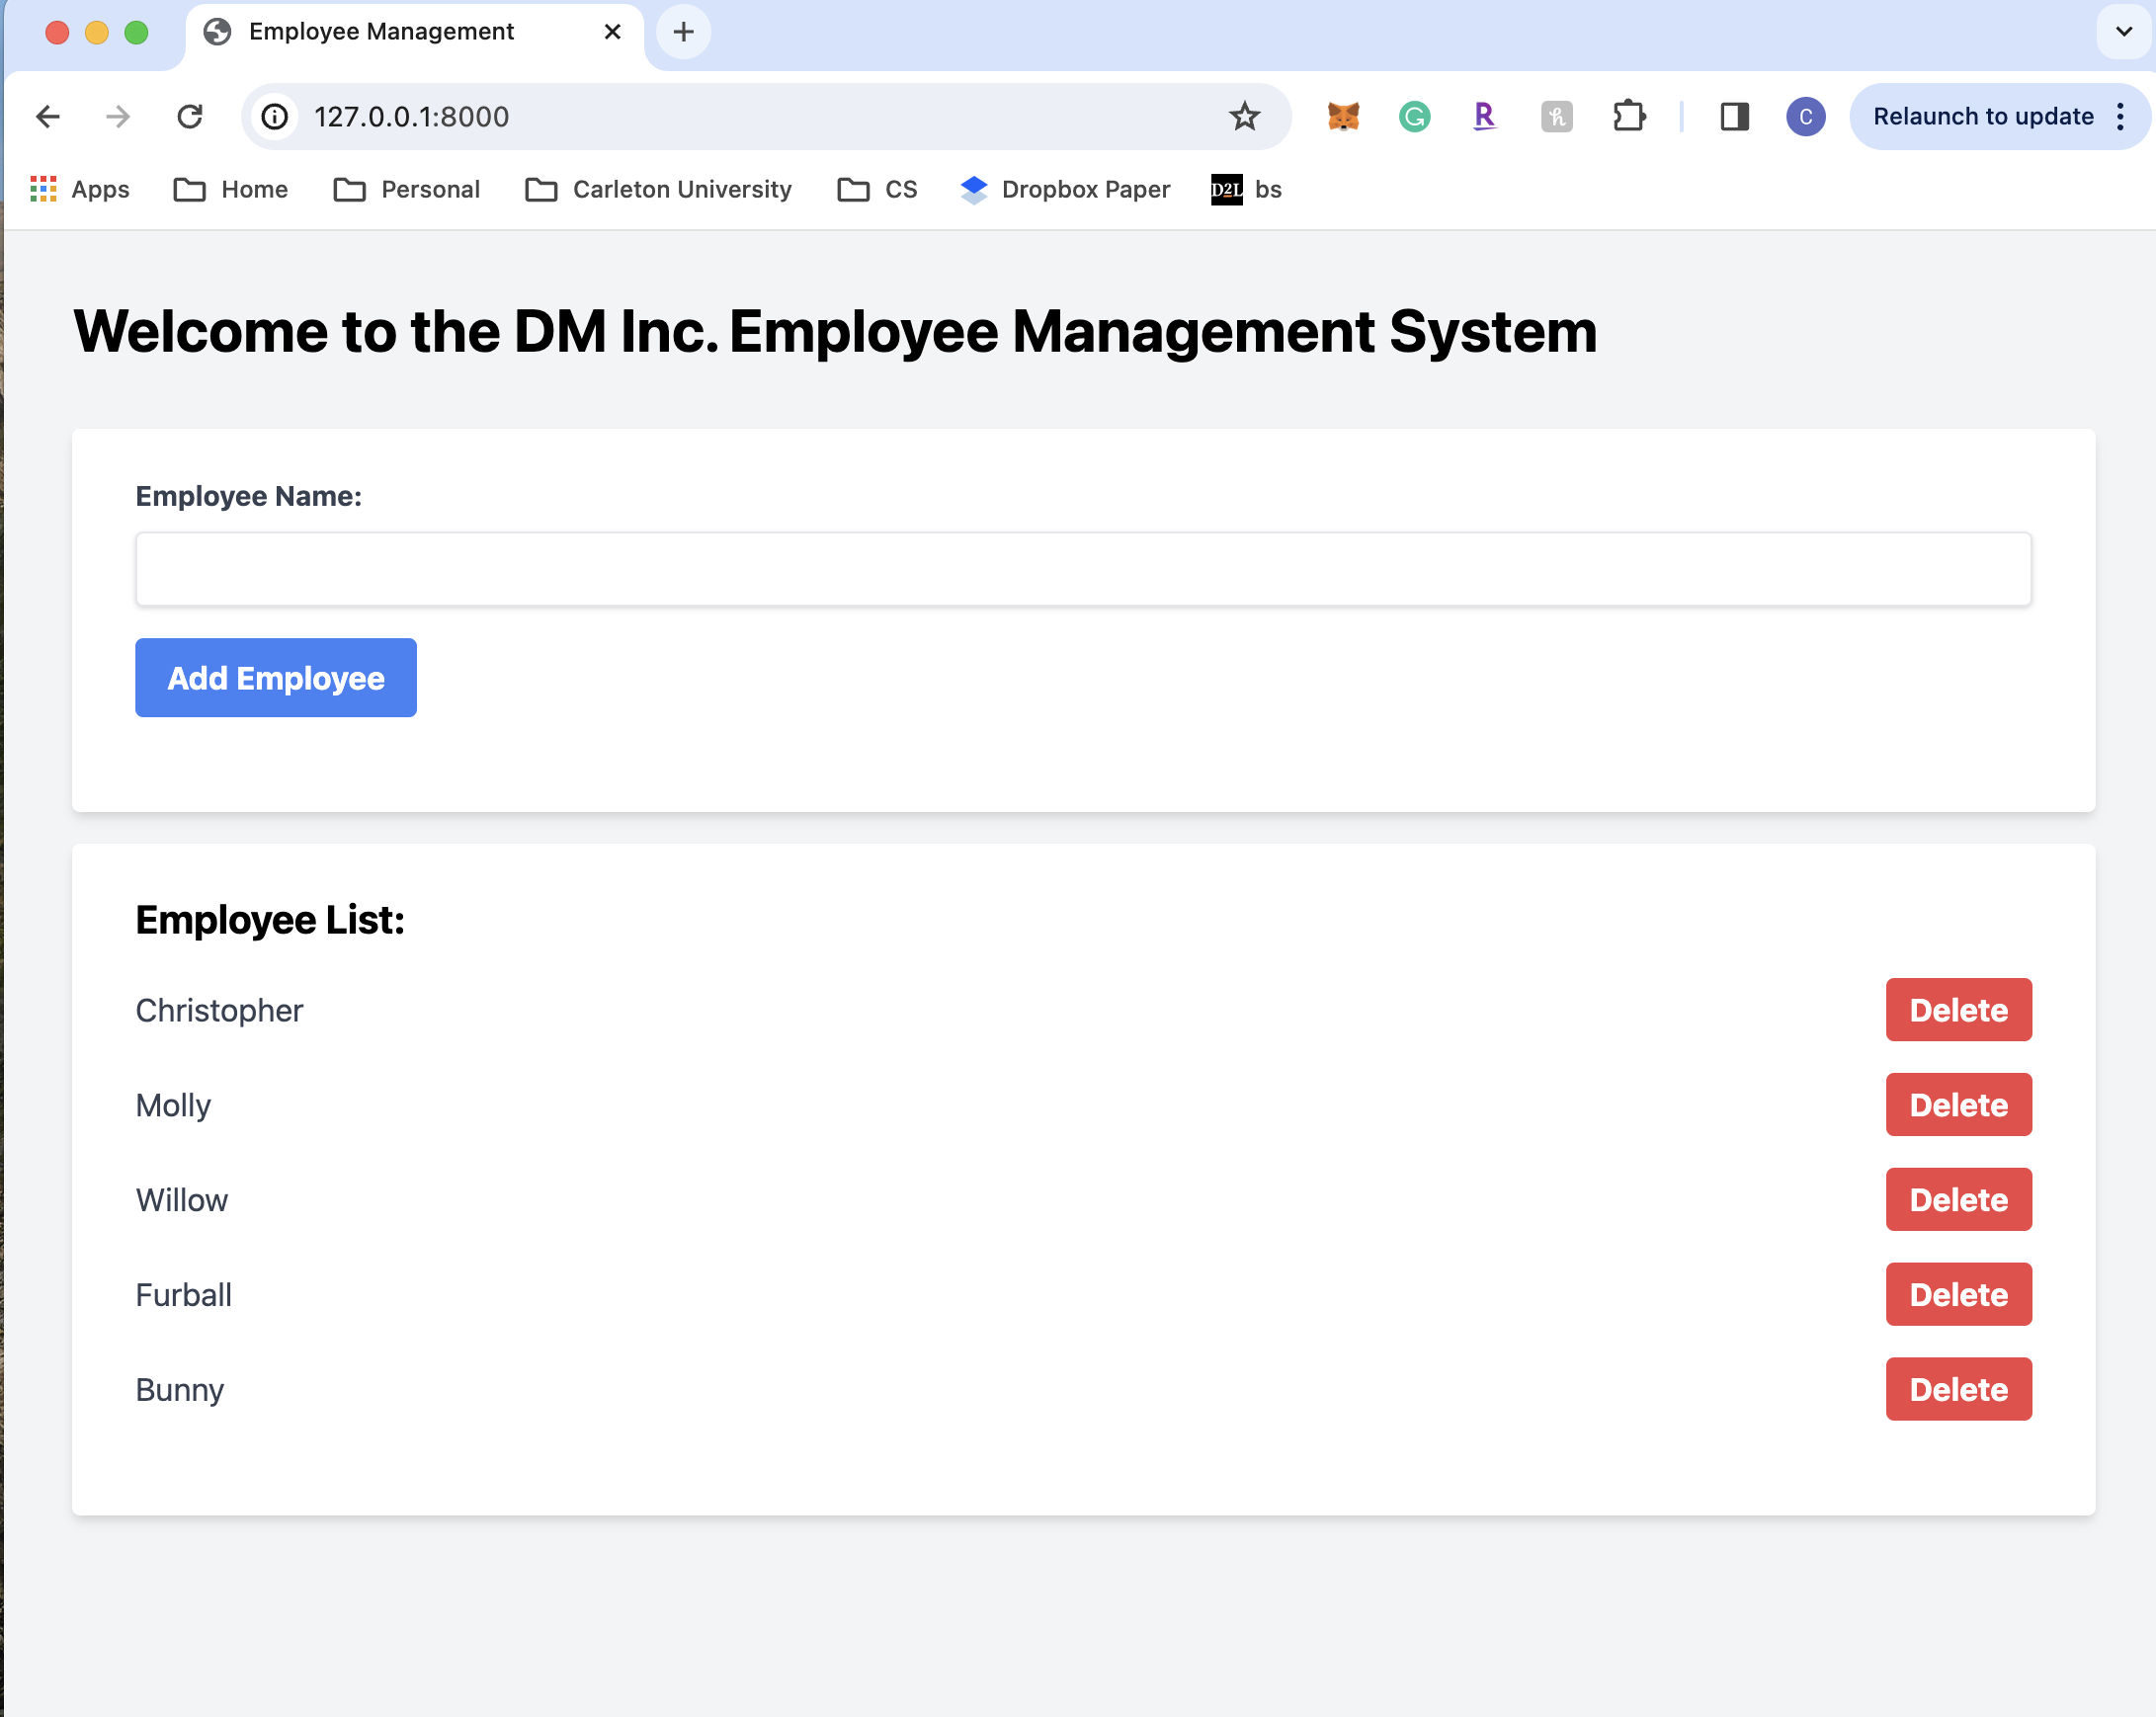 Employee Management
127.0.0.1:8000
G
R
h
C
Relaunch to update
Apps Home Personal Carleton University CS Dropbox Paper D2L bs
Welcome to the DM Inc. Employee Management System
Employee Name:
Add Employee
Employee List:
Christopher Delete
Molly Delete
Willow Delete
Furball Delete
Bunny Delete